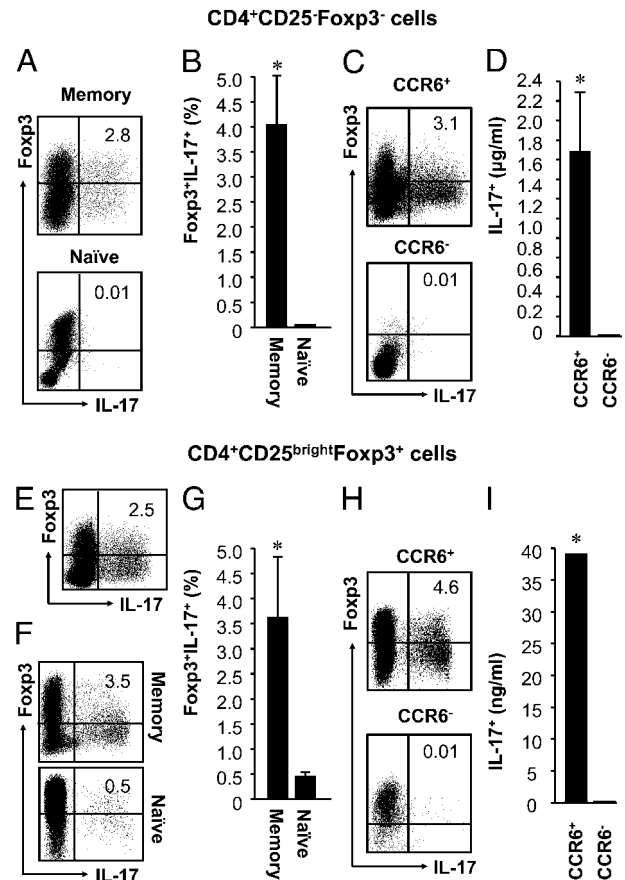 CD4⁺CD25⁻Foxp3⁻ cells
A
Memory
Foxp3
2.8
Naïve
0.01
IL-17
B
Foxp3⁺IL-17⁺ (%)
5.0
4.5
4.0
3.5
3.0
2.5
2.0
1.5
1.0
0.5
0
*
Memory
Naïve
C
CCR6⁺
Foxp3
3.1
CCR6⁻
0.01
IL-17
D
IL-17⁺ (µg/ml)
2.4
2.2
2.0
1.8
1.6
1.4
1.2
1.0
0.8
0.6
0.4
0.2
0
*
CCR6⁺
CCR6⁻
CD4⁺CD25ᵇʳⁱᵍʰᵗFoxp3⁺ cells
E
Foxp3
2.5
IL-17
F
Foxp3
3.5
Memory
0.5
Naïve
IL-17
G
Foxp3⁺IL-17⁺ (%)
5.0
4.5
4.0
3.5
3.0
2.5
2.0
1.5
1.0
0.5
0
*
Memory
Naïve
H
CCR6⁺
Foxp3
4.6
CCR6⁻
0.01
IL-17
I
IL-17⁺ (ng/ml)
40
35
30
25
20
15
10
5
0
*
CCR6⁺
CCR6⁻